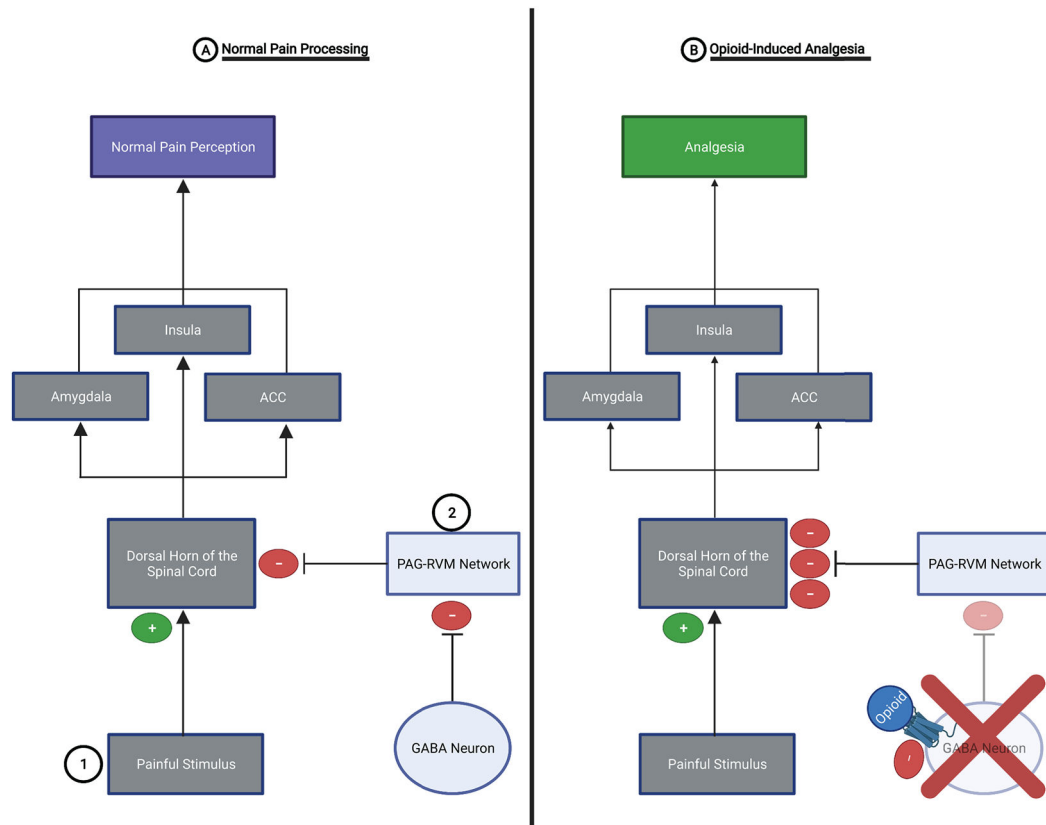 A Normal Pain Processing
Normal Pain Perception
Insula
Amygdala
ACC
2
Dorsal Horn of the
Spinal Cord
-
PAG-RVM Network
+
-
GABA Neuron
1
Painful Stimulus
B Opioid-Induced Analgesia
Analgesia
Insula
Amygdala
ACC
Dorsal Horn of the
Spinal Cord
-
-
-
PAG-RVM Network
+
-
Opioid
-
GABA Neuron
Painful Stimulus